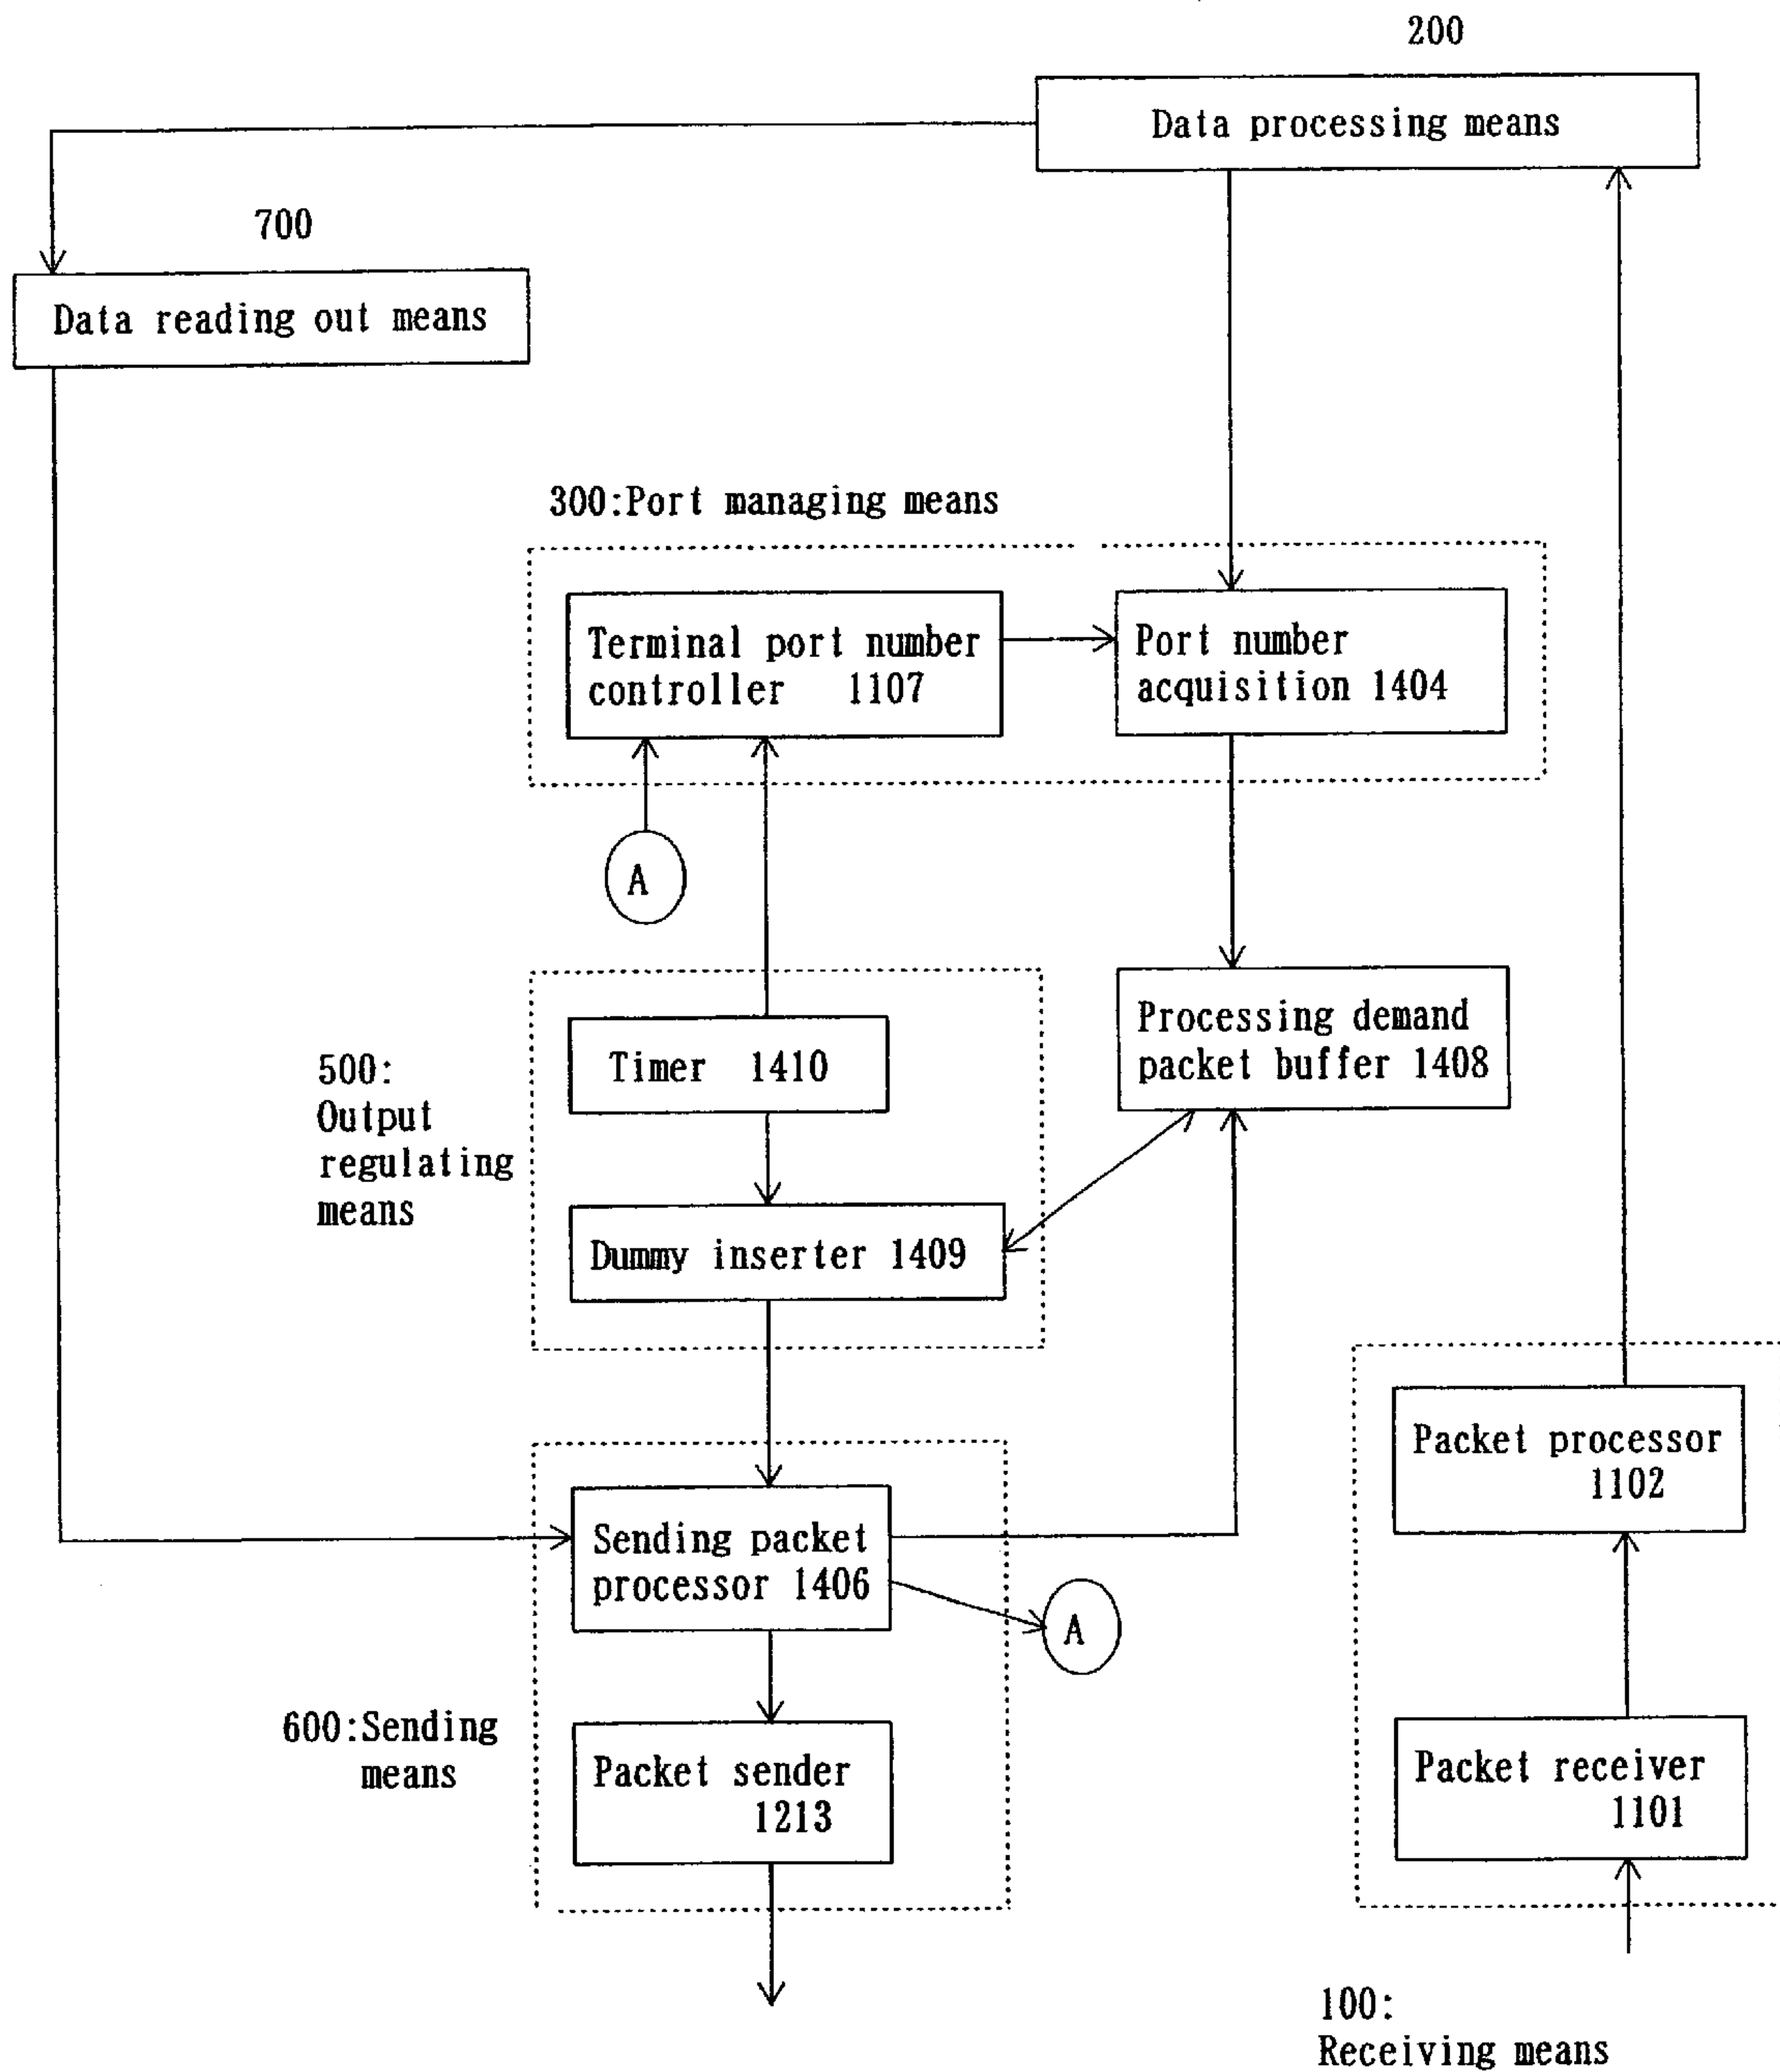 200
Data processing means
700
Data reading out means
300:Port managing means
Terminal port number
controller 1107
Port number
acquisition 1404
A
Processing demand
packet buffer 1408
500:
Output
regulating
means
Timer 1410
Dummy inserter 1409
Packet processor
1102
Sending packet
processor 1406
A
600:Sending
means
Packet sender
1213
Packet receiver
1101
100:
Receiving means